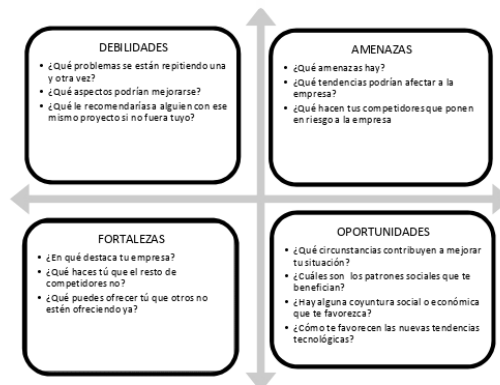 DEBILIDADES
• ¿Qué problemas se están repitiendo una
y otra vez?
• ¿Qué aspectos podrían mejorarse?
• ¿Qué le recomendarías a alguien con ese
mismo proyecto si no fuera tuyo?
AMENAZAS
• ¿Qué amenazas hay?
• ¿Qué tendencias podrían afectar a la
empresa?
• ¿Qué hacen tus competidores que ponen
en riesgo a la empresa
FORTALEZAS
• ¿En qué destaca tu empresa?
• ¿Qué haces tú que el resto de
competidores no?
• ¿Qué puedes ofrecer tú que otros no
estén ofreciendo ya?
OPORTUNIDADES
• ¿Qué circunstancias contribuyen a mejorar
tu situación?
• ¿Cuáles son los patrones sociales que te
benefician?
• ¿Hay alguna coyuntura social o económica
que te favorezca?
• ¿Cómo te favorecen las nuevas tendencias
tecnológicas?